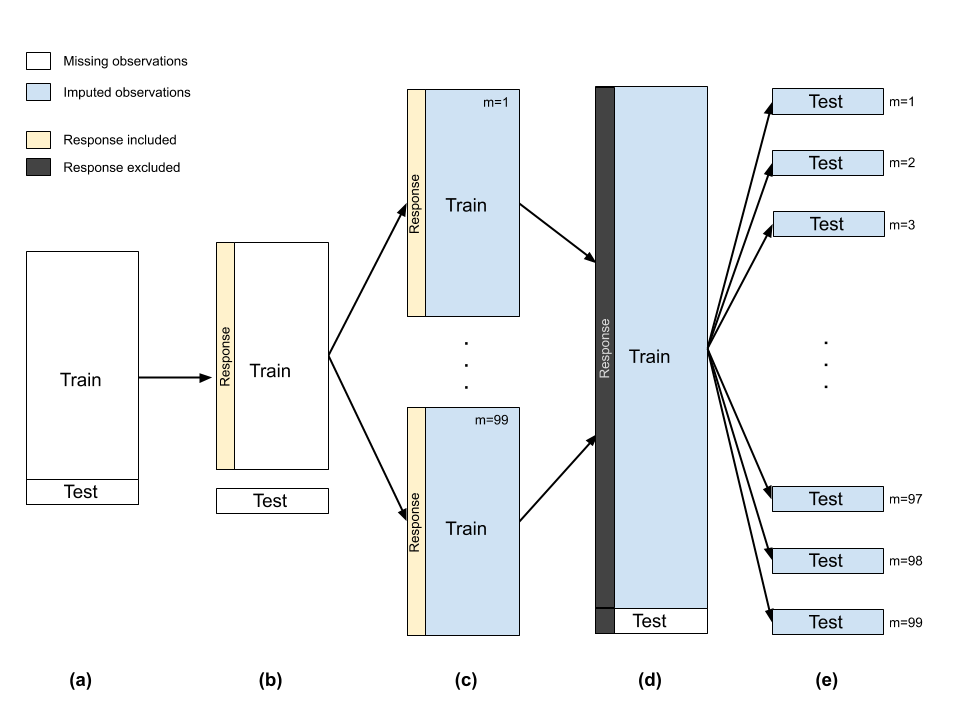 Missing observations
Imputed observations
Response included
Response excluded
Train
Test
Response
Train
Test
m=1
Response
Train
.
.
.
m=99
Response
Train
Response
Train
Test
Test
m=1
Test
m=2
Test
m=3
.
.
.
Test
m=97
Test
m=98
Test
m=99
(a)
(b)
(c)
(d)
(e)